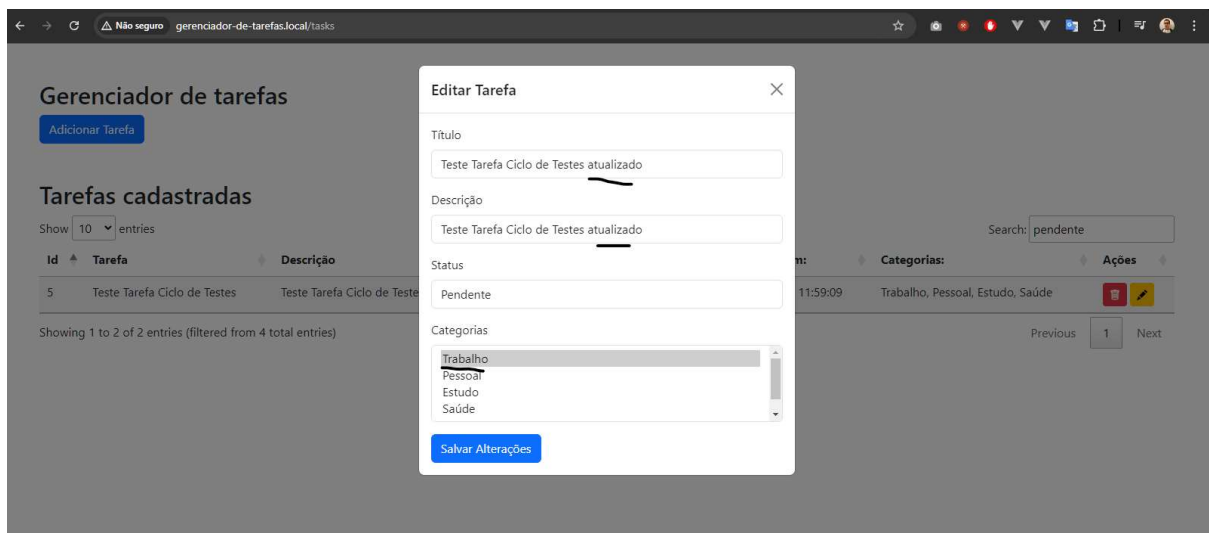 Não seguro gerenciador-de-tarefas.local/tasks
Gerenciador de tarefas
Adicionar Tarefa
Tarefas cadastradas
Show 10 entries
Search: pendente
Id Tarefa Descrição m: Categorias: Ações
5 Teste Tarefa Ciclo de Testes Teste Tarefa Ciclo de Teste 11:59:09 Trabalho, Pessoal, Estudo, Saúde
Showing 1 to 2 of 2 entries (filtered from 4 total entries)
Previous 1 Next
Editar Tarefa
Título
Teste Tarefa Ciclo de Testes atualizado
Descrição
Teste Tarefa Ciclo de Testes atualizado
Status
Pendente
Categorias
Trabalho
Pessoal
Estudo
Saúde
Salvar Alterações